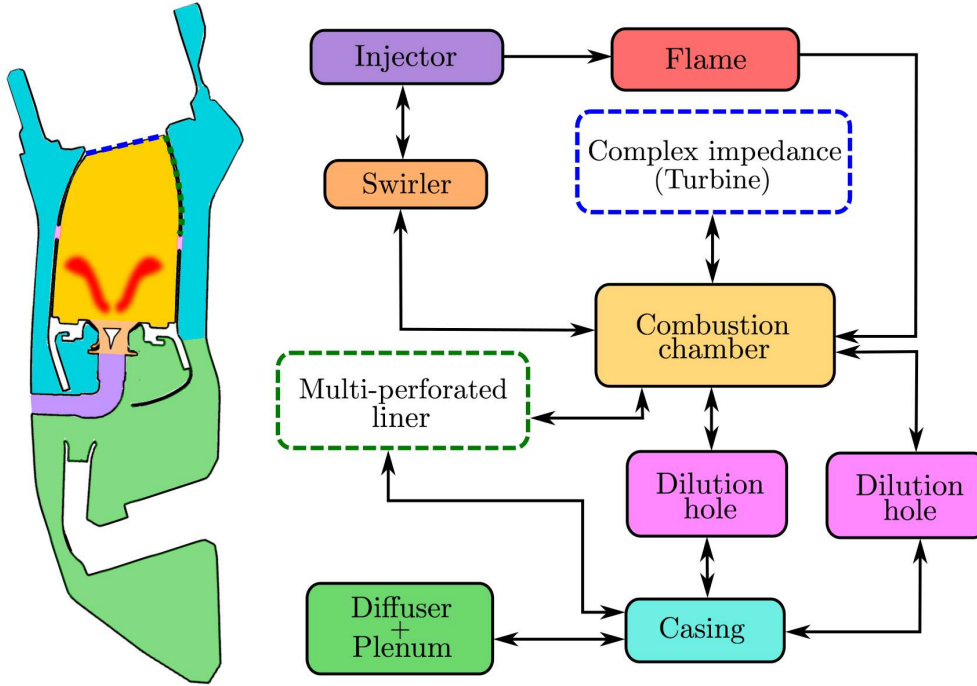 Injector
Flame
Complex impedance
(Turbine)
Swirler
Combustion
chamber
Multi-perforated
liner
Dilution
hole
Dilution
hole
Diffuser
+
Plenum
Casing